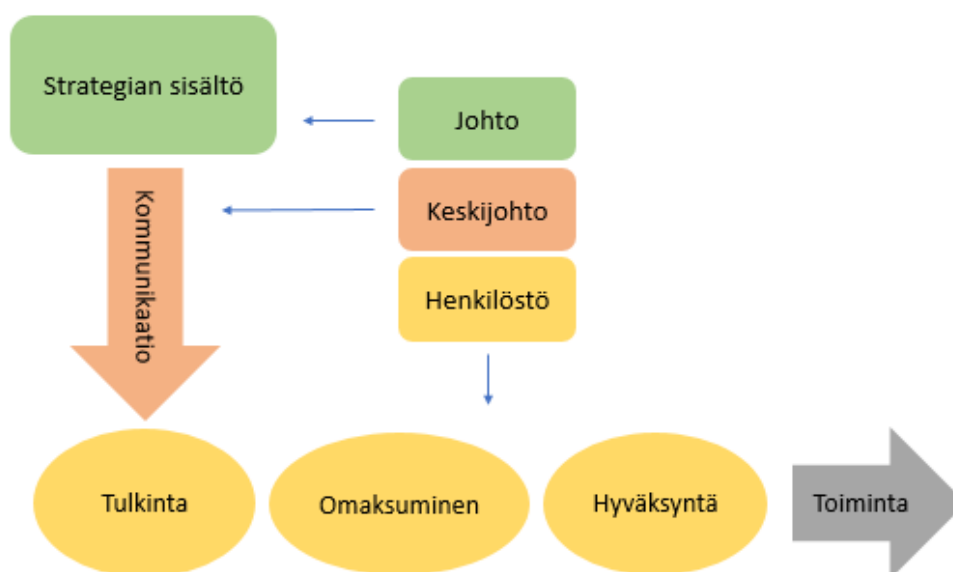 Strategian sisältö
Johto
Kommunikaatio
Keskijohto
Henkilöstö
Tulkinta
Omaksuminen
Hyväksyntä
Toiminta